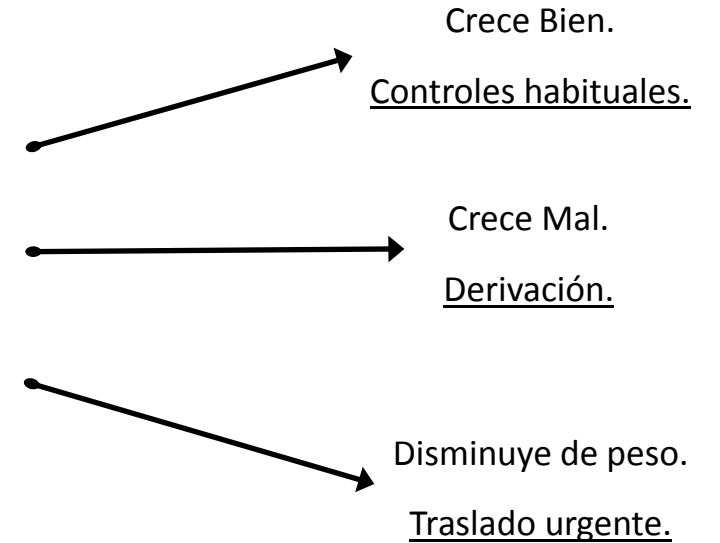 Crece Bien.
Controles habituales.
Crece Mal.
Derivación.
Disminuye de peso.
Traslado urgente.